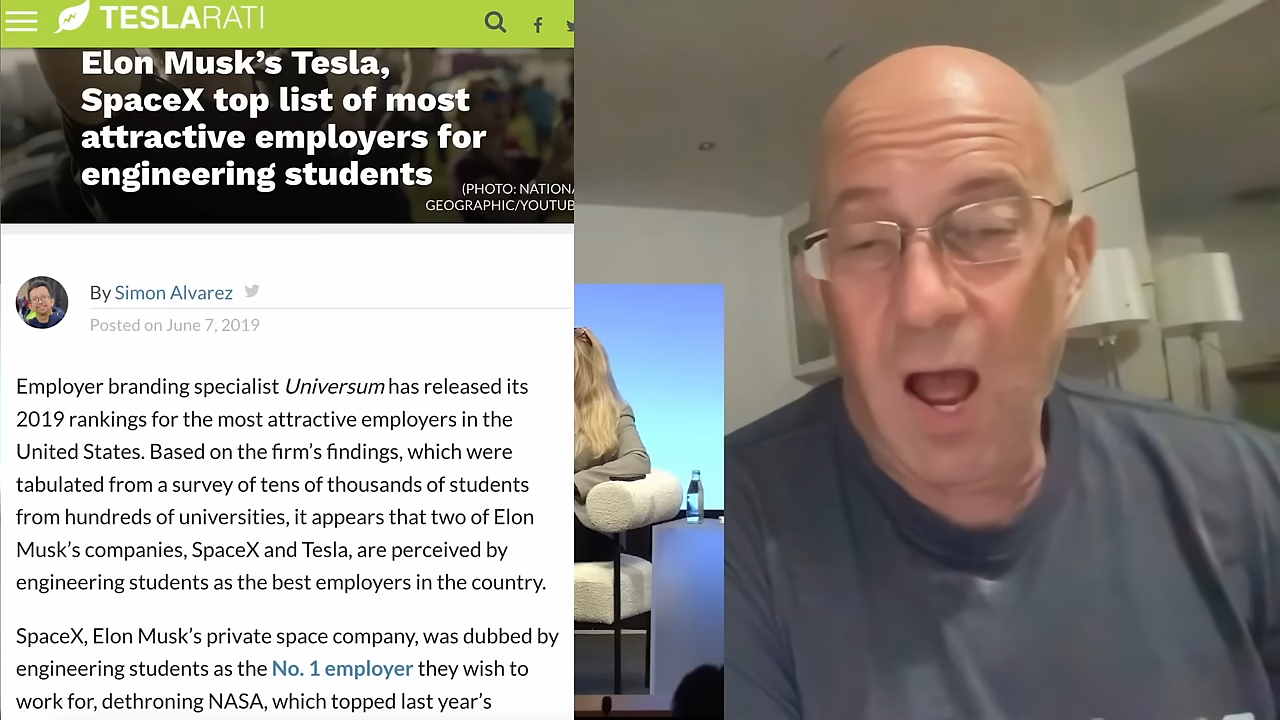 TESLARATI
Elon Musk's Tesla,
SpaceX top list of most
attractive employers for
engineering students
(PHOTO: NATIONA
GEOGRAPHIC/YOUTUB
By Simon Alvarez
Posted on June 7, 2019
Employer branding specialist Universum has released its
2019 rankings for the most attractive employers in the
United States. Based on the firm's findings, which were
tabulated from a survey of tens of thousands of students
from hundreds of universities, it appears that two of Elon
Musk's companies, SpaceX and Tesla, are perceived by
engineering students as the best employers in the country.
SpaceX, Elon Musk's private space company, was dubbed by
engineering students as the No. 1 employer they wish to
work for, dethroning NASA, which topped last year's